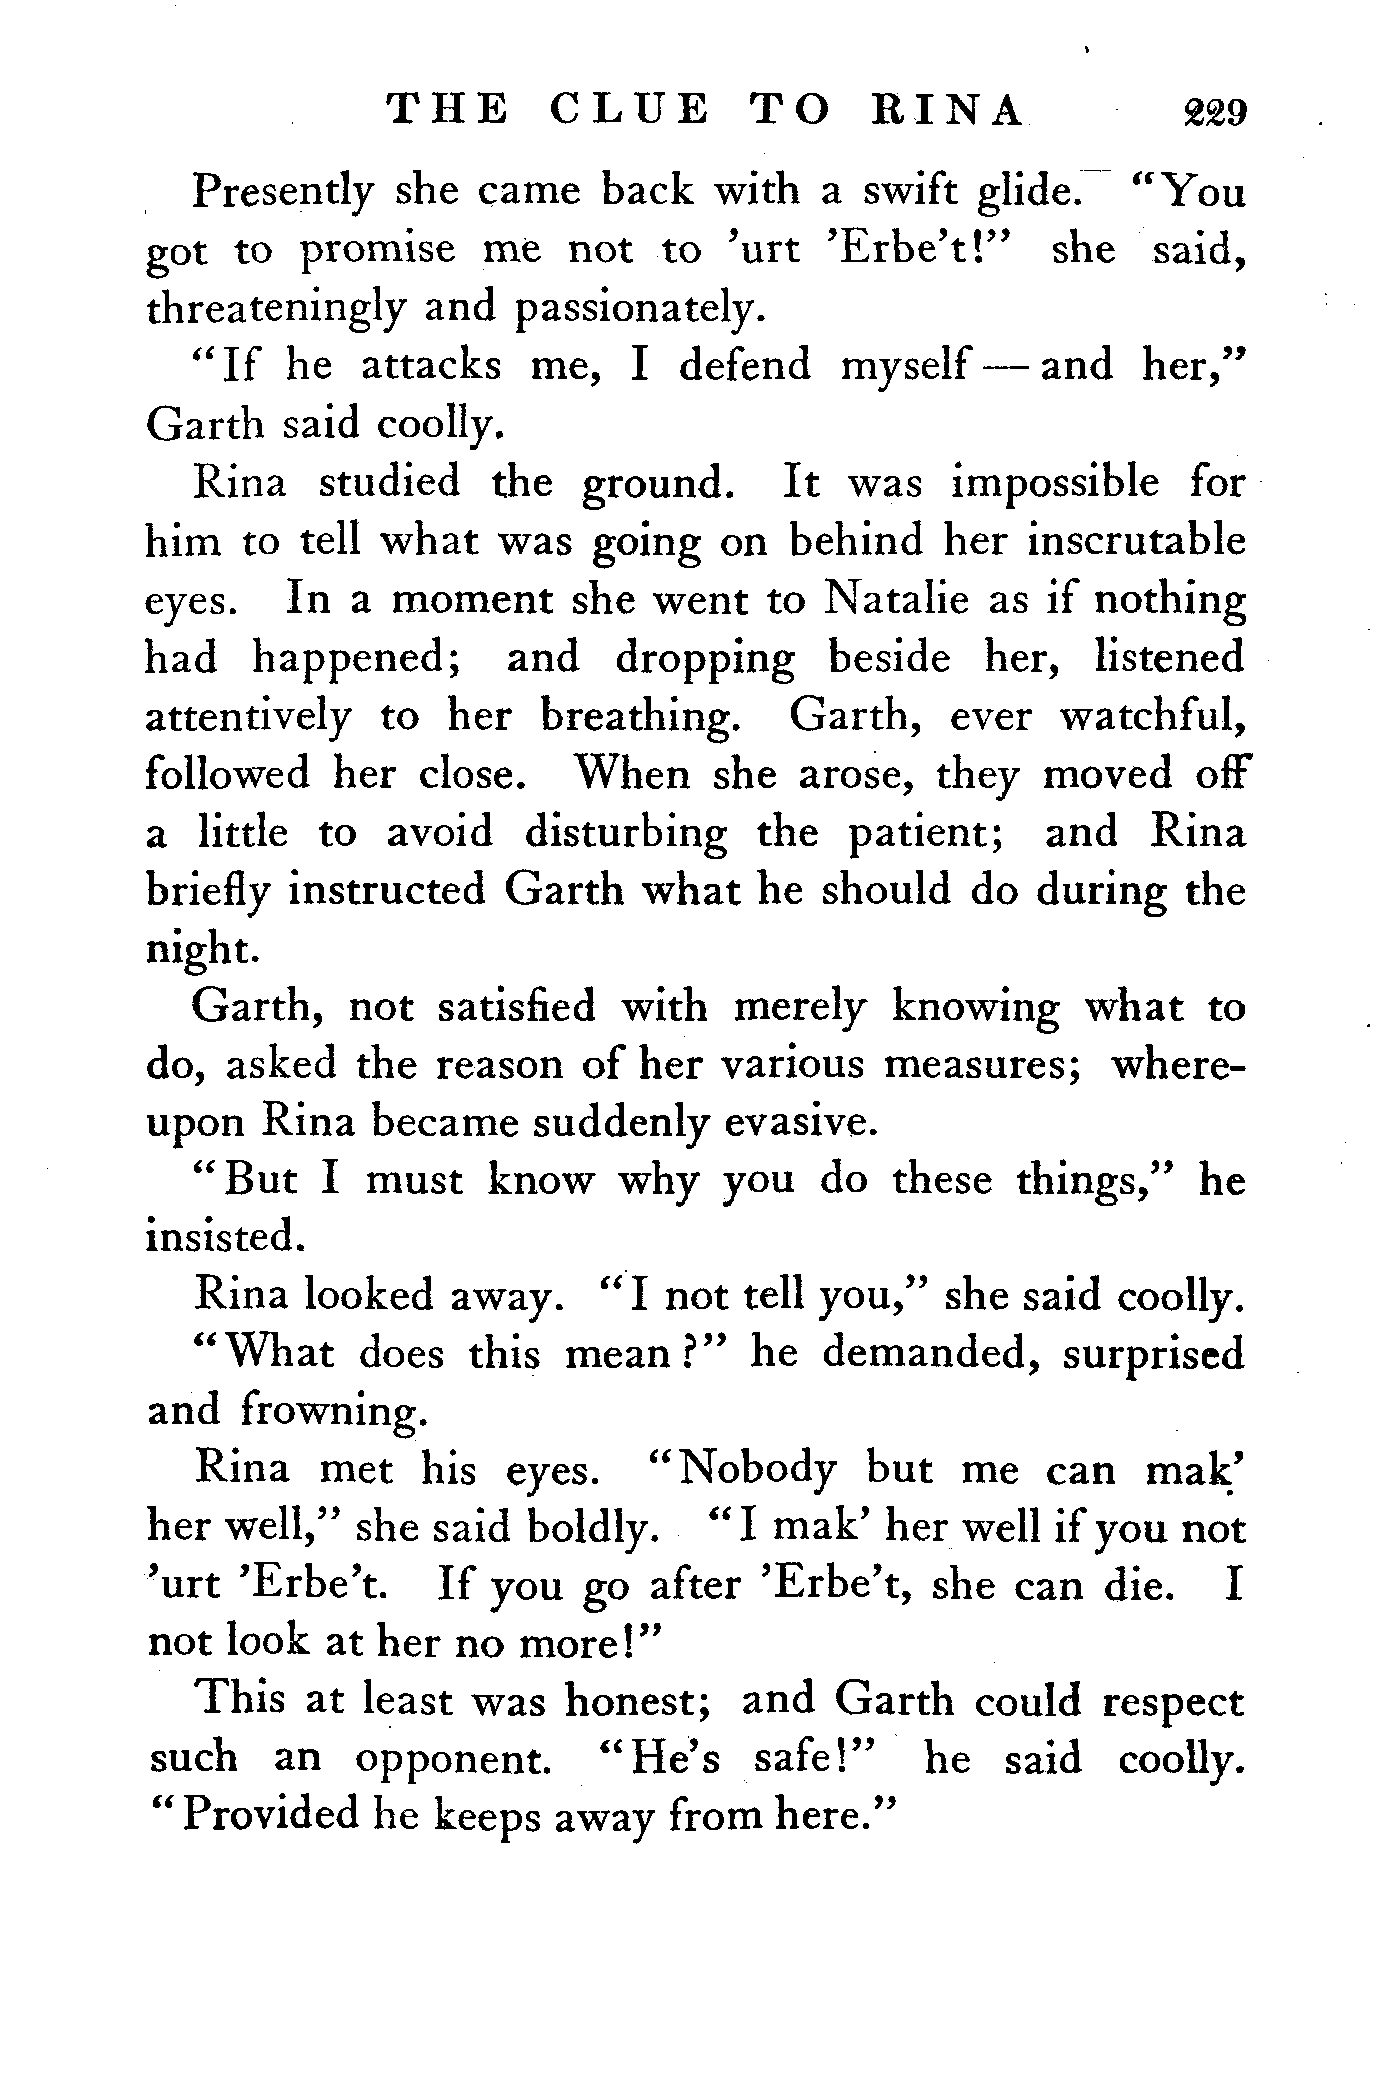 THE CLUE TO RINA 229
Presently she came back with a swift glide. “You
got to promise me not to ’urt ’Erbe’t!” she said,
threateningly and passionately.
“If he attacks me, I defend myself — and her,”
Garth said coolly.
Rina studied the ground. It was impossible for
him to tell what was going on behind her inscrutable
eyes. In a moment she went to Natalie as if nothing
had happened; and dropping beside her, listened
attentively to her breathing. Garth, ever watchful,
followed her close. When she arose, they moved off
a little to avoid disturbing the patient; and Rina
briefly instructed Garth what he should do during the
night.
Garth, not satisfied with merely knowing what to
do, asked the reason of her various measures; where-
upon Rina became suddenly evasive.
“But I must know why you do these things,” he
insisted.
Rina looked away. “I not tell you,” she said coolly.
“What does this mean?” he demanded, surprised
and frowning.
Rina met his eyes. “Nobody but me can mak’
her well,” she said boldly. “I mak’ her well if you not
’urt ’Erbe’t. If you go after ’Erbe’t, she can die. I
not look at her no more!”
This at least was honest; and Garth could respect
such an opponent. “He’s safe!” he said coolly.
“Provided he keeps away from here.”